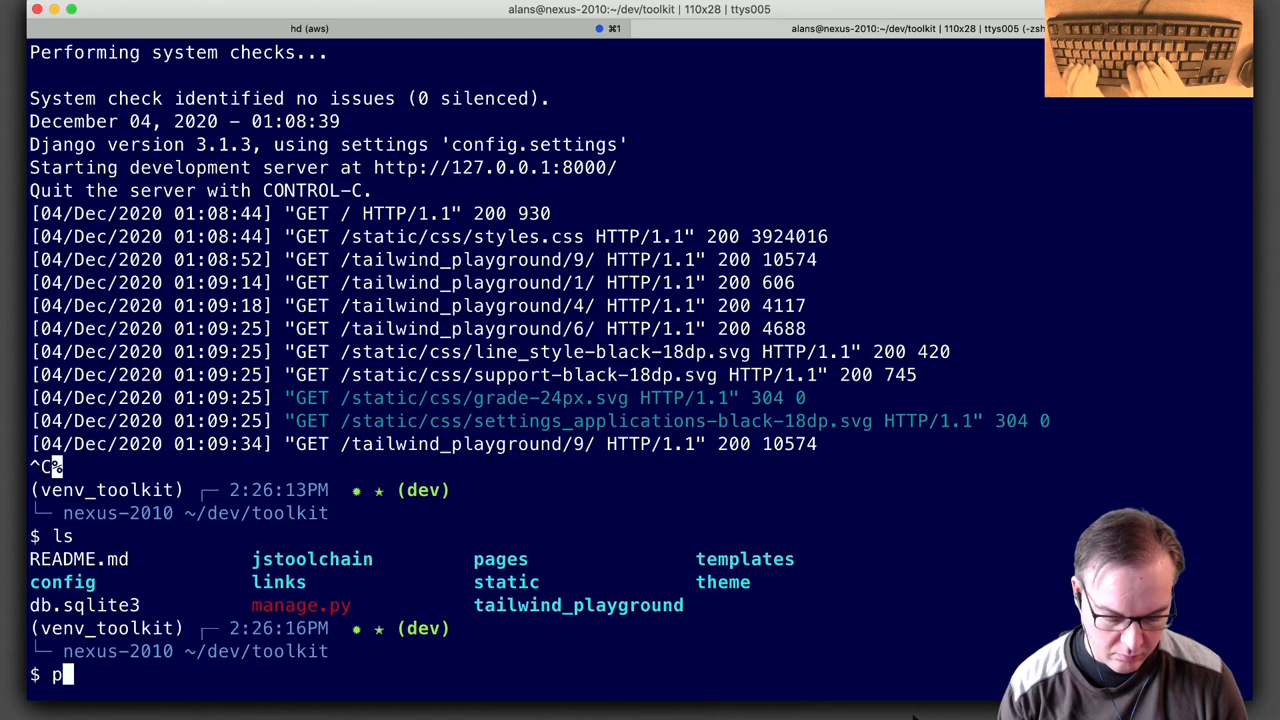 alans@nexus-2010:~/dev/toolkit | 110x28 | ttys005
hd (aws) ⌘1 alans@nexus-2010:~/dev/toolkit | 110x28 | ttys005 (-zsh
Performing system checks...
System check identified no issues (0 silenced).
December 04, 2020 - 01:08:39
Django version 3.1.3, using settings 'config.settings'
Starting development server at http://127.0.0.1:8000/
Quit the server with CONTROL-C.
[04/Dec/2020 01:08:44] "GET / HTTP/1.1" 200 930
[04/Dec/2020 01:08:44] "GET /static/css/styles.css HTTP/1.1" 200 3924016
[04/Dec/2020 01:08:52] "GET /tailwind_playground/9/ HTTP/1.1" 200 10574
[04/Dec/2020 01:09:14] "GET /tailwind_playground/1/ HTTP/1.1" 200 606
[04/Dec/2020 01:09:18] "GET /tailwind_playground/4/ HTTP/1.1" 200 4117
[04/Dec/2020 01:09:25] "GET /tailwind_playground/6/ HTTP/1.1" 200 4688
[04/Dec/2020 01:09:25] "GET /static/css/line_style-black-18dp.svg HTTP/1.1" 200 420
[04/Dec/2020 01:09:25] "GET /static/css/support-black-18dp.svg HTTP/1.1" 200 745
[04/Dec/2020 01:09:25] "GET /static/css/grade-24px.svg HTTP/1.1" 304 0
[04/Dec/2020 01:09:25] "GET /static/css/settings_applications-black-18dp.svg HTTP/1.1" 304 0
[04/Dec/2020 01:09:34] "GET /tailwind_playground/9/ HTTP/1.1" 200 10574
^C%
(venv_toolkit) ┌─ 2:26:13PM ✹ ★ (dev)
└─ nexus-2010 ~/dev/toolkit
$ ls
README.md jstoolchain pages templates
config links static theme
db.sqlite3 manage.py tailwind_playground
(venv_toolkit) ┌─ 2:26:16PM ✹ ★ (dev)
└─ nexus-2010 ~/dev/toolkit
$ p